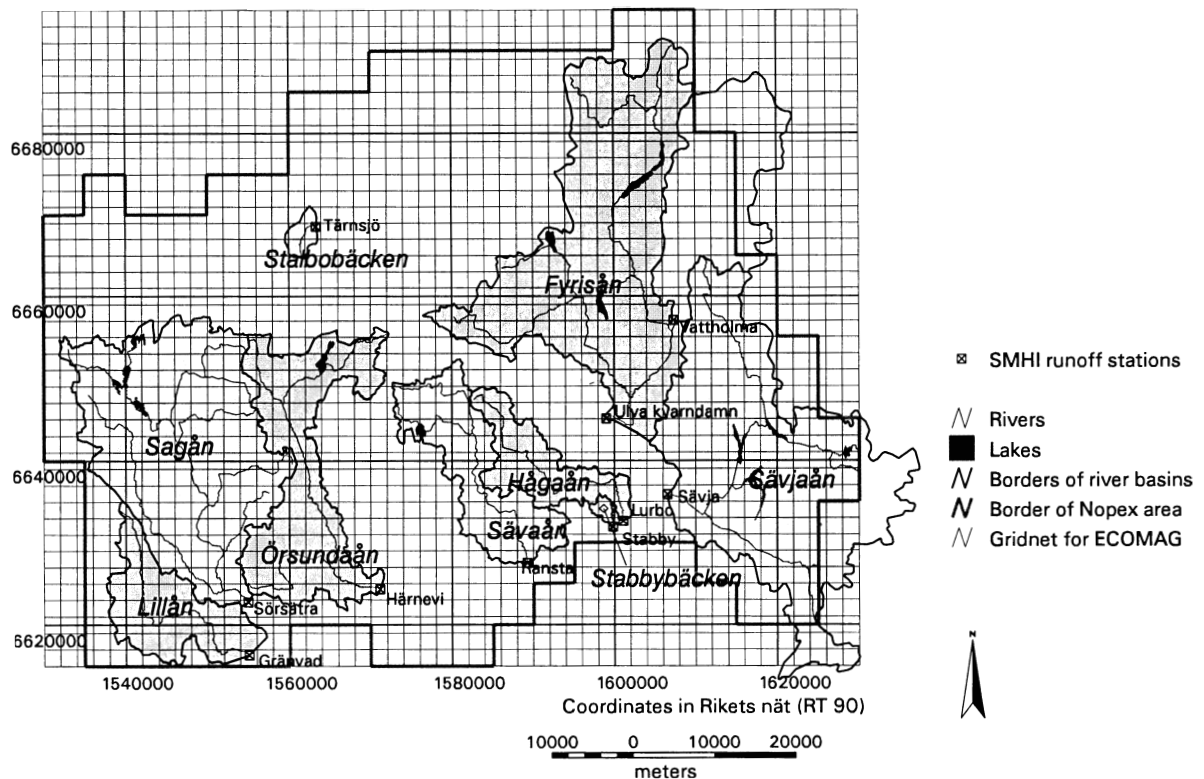 6680000
Tärnsjö
Stalbobäcken
Fyrisån
6660000
Vattholma
SMHI runoff stations
Ulva kvarndamn
Rivers
Sagån
Lakes
6640000
Hågaån
Sävjaån
Borders of river basins
Sävja
Lurbo
Border of Nopex area
Sävaån
Stabby
Gridnet for ECOMAG
Örsundaån
Ransta
Stabbybäcken
Härnevi
Lillån
Sörsätra
6620000
Gränvad
N
1540000 1560000 1580000 1600000 1620000
Coordinates in Rikets nät (RT 90)
10000 0 10000 20000
meters